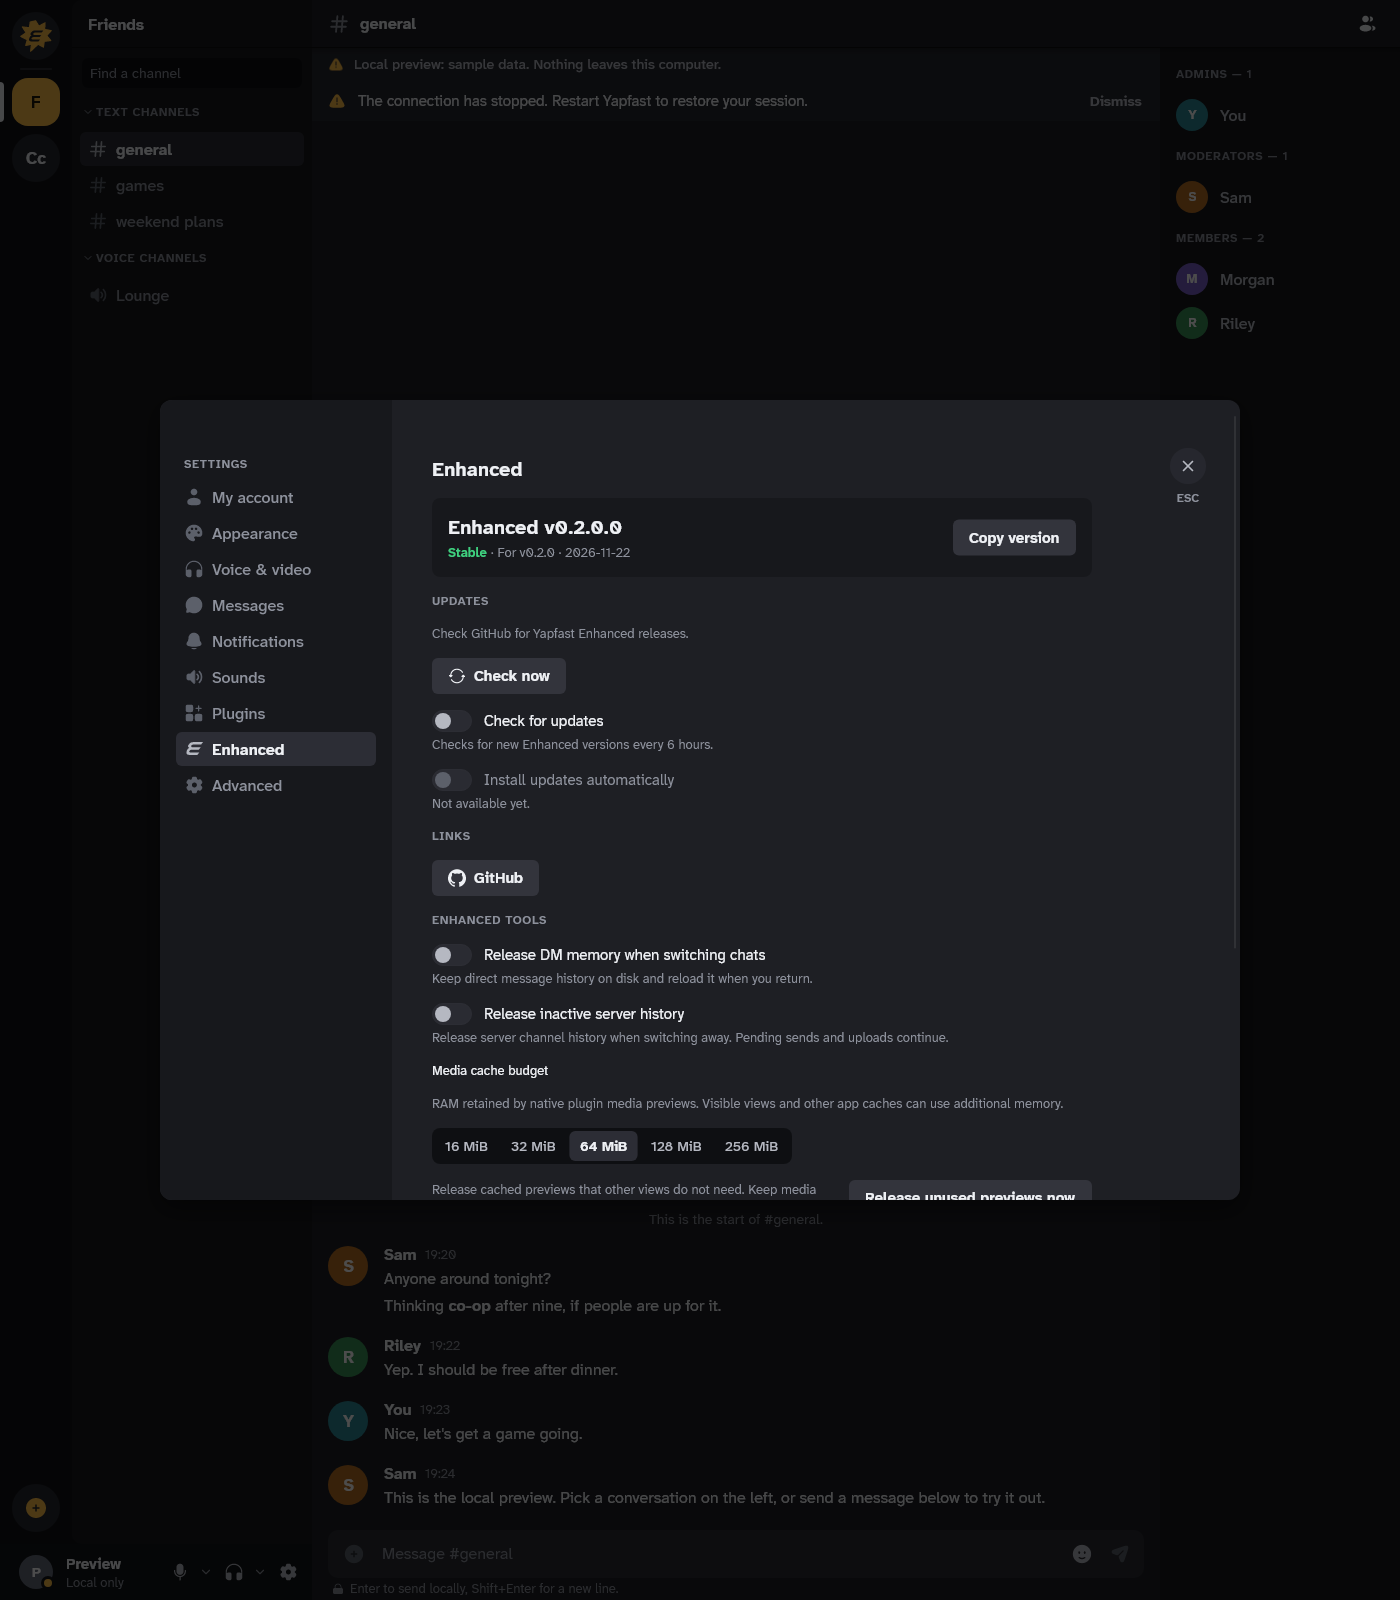 Friends
general
Find a channel
Local preview: sample data. Nothing leaves this computer.
The connection has stopped. Restart Yapfast to restore your session.
Dismiss
F
Cc
TEXT CHANNELS
general
games
weekend plans
VOICE CHANNELS
Lounge
ADMINS — 1
Y
You
MODERATORS — 1
S
Sam
MEMBERS — 2
M
Morgan
R
Riley
SETTINGS
My account
Appearance
Voice & video
Messages
Notifications
Sounds
Plugins
Enhanced
Advanced
Enhanced
ESC
Enhanced v0.2.0.0
Stable · For v0.2.0 · 2026-11-22
Copy version
UPDATES
Check GitHub for Yapfast Enhanced releases.
Check now
Check for updates
Checks for new Enhanced versions every 6 hours.
Install updates automatically
Not available yet.
LINKS
GitHub
ENHANCED TOOLS
Release DM memory when switching chats
Keep direct message history on disk and reload it when you return.
Release inactive server history
Release server channel history when switching away. Pending sends and uploads continue.
Media cache budget
RAM retained by native plugin media previews. Visible views and other app caches can use additional memory.
16 MiB 32 MiB 64 MiB 128 MiB 256 MiB
Release cached previews that other views do not need. Keep media
Release unused previews now
This is the start of #general.
S
Sam 19:20
Anyone around tonight?
Thinking co-op after nine, if people are up for it.
R
Riley 19:22
Yep. I should be free after dinner.
Y
You 19:23
Nice, let's get a game going.
S
Sam 19:24
This is the local preview. Pick a conversation on the left, or send a message below to try it out.
Message #general
Enter to send locally, Shift+Enter for a new line.
P
Preview
Local only